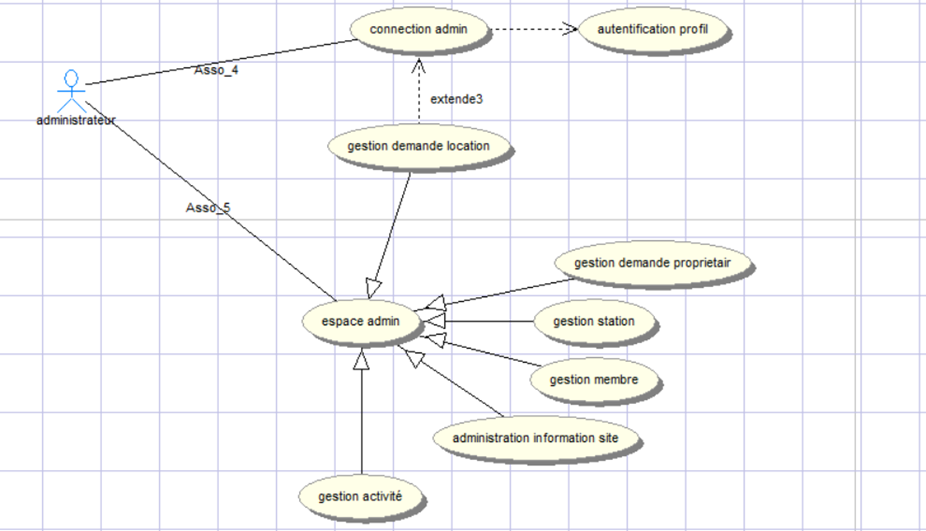 connection admin
autentification profil
Asso_4
extende3
administrateur
gestion demande location
Asso_5
gestion demande proprietair
espace admin
gestion station
gestion membre
administration information site
gestion activité